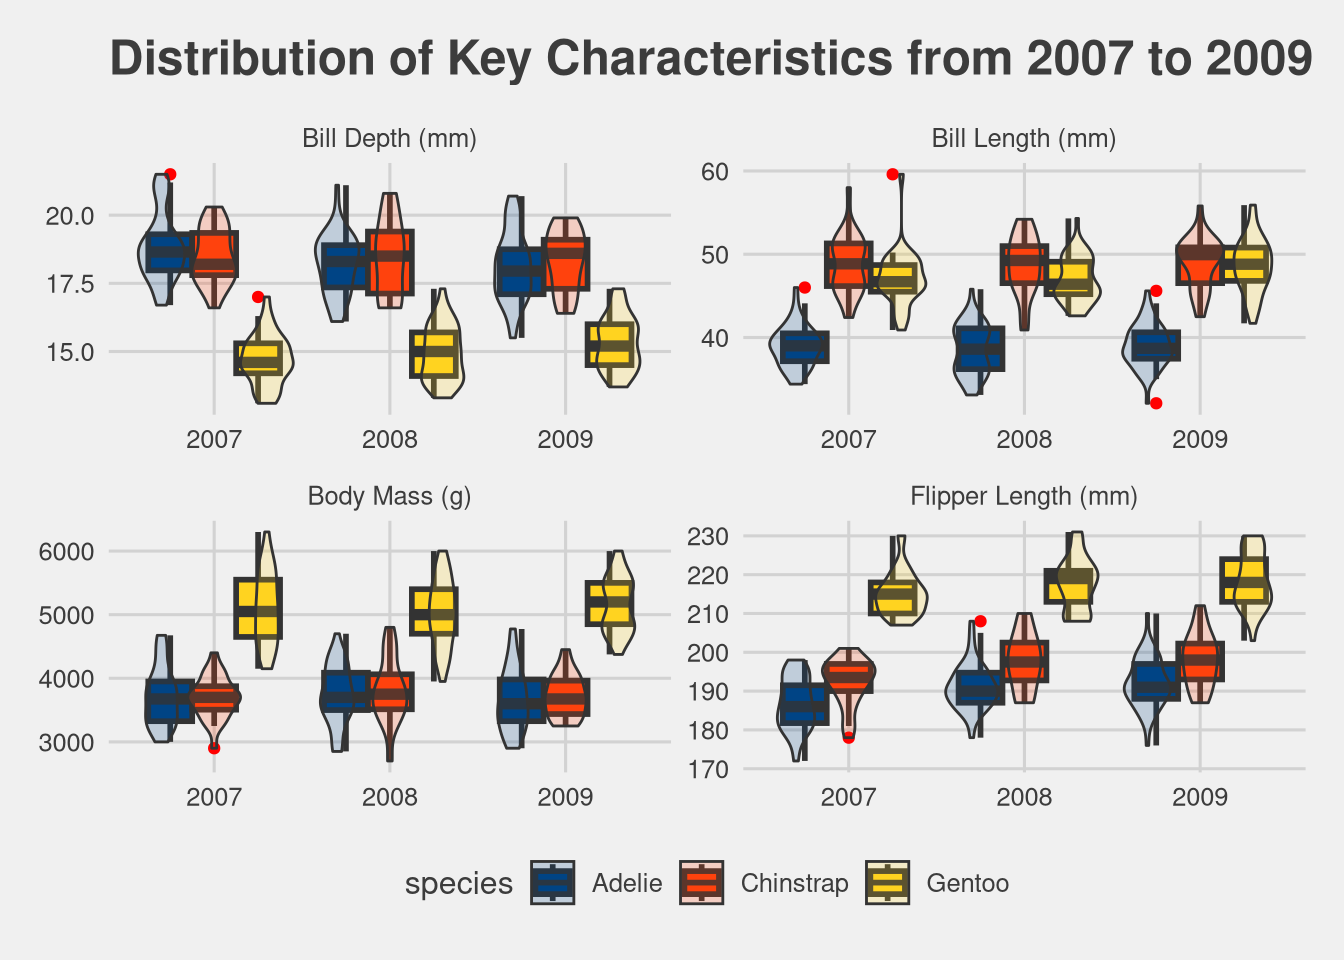 Distribution of Key Characteristics from 2007 to 2009
Bill Depth (mm)
20.0
17.5
15.0
2007 2008 2009
Bill Length (mm)
60
50
40
2007 2008 2009
Body Mass (g)
6000
5000
4000
3000
2007 2008 2009
Flipper Length (mm)
230
220
210
200
190
180
170
2007 2008 2009
species Adelie Chinstrap Gentoo